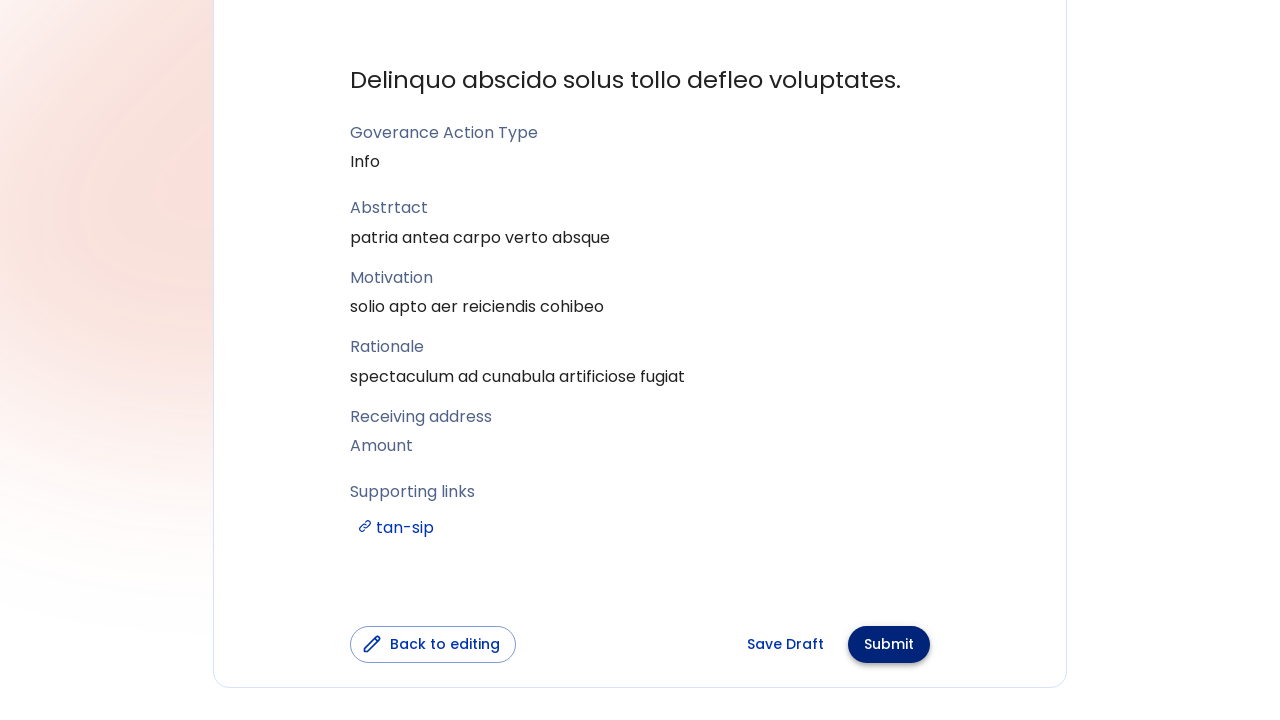 Delinquo abscido solus tollo defleo voluptates.
Goverance Action Type
Info
Abstrtact
patria antea carpo verto absque
Motivation
solio apto aer reiciendis cohibeo
Rationale
spectaculum ad cunabula artificiose fugiat
Receiving address
Amount
Supporting links
tan-sip
Back to editing
Save Draft
Submit